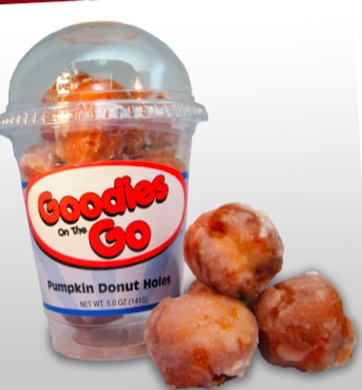 Goodies
On The
Go
Pumpkin Donut Holes
NET WT. 5.0 OZ (141G)